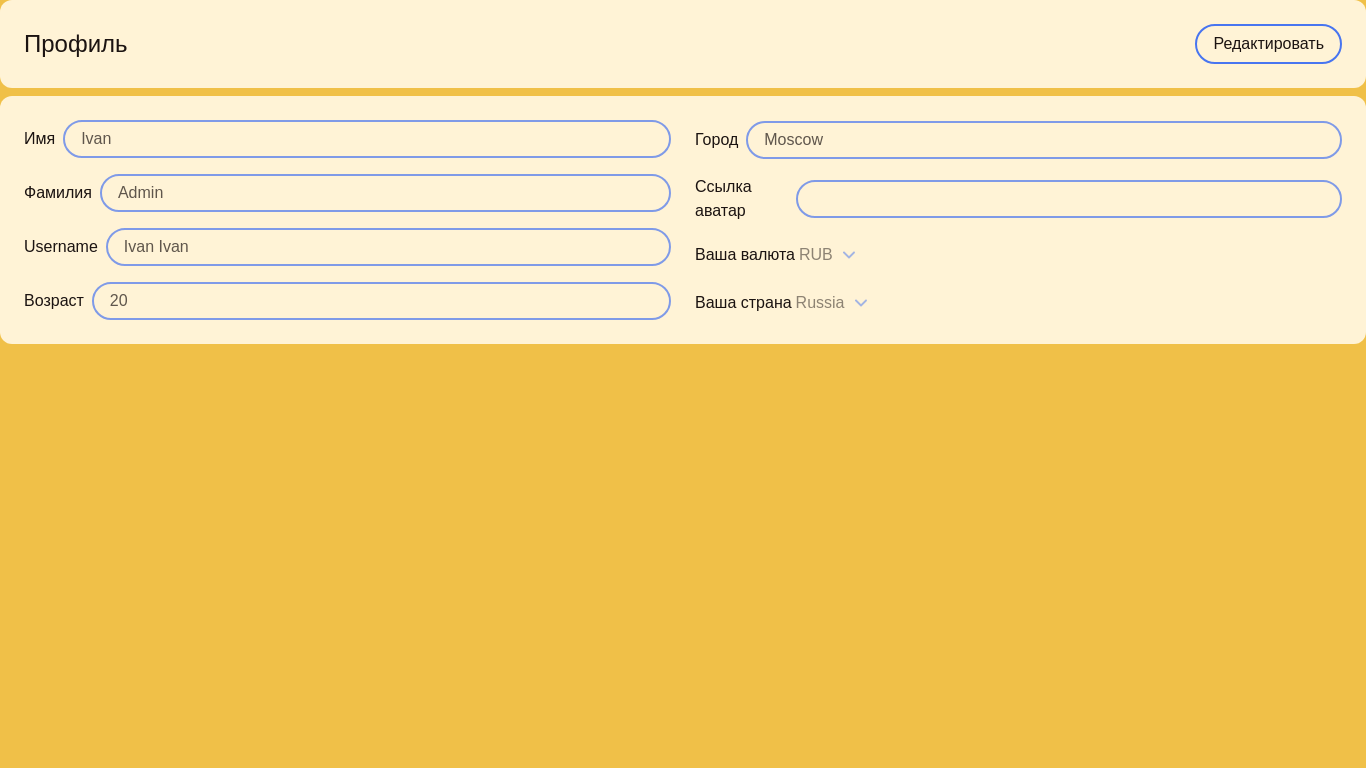 Профиль
Редактировать
Имя Ivan
Фамилия Admin
Username Ivan Ivan
Возраст 20
Город Moscow
Ссылка
аватар
Ваша валюта RUB
Ваша страна Russia